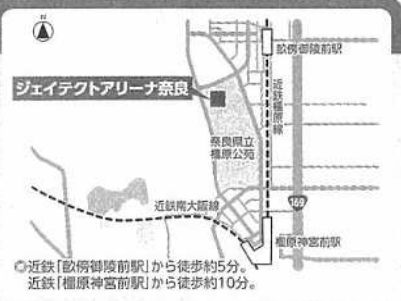 N
畝傍御陵前駅
ジェイテクトアリーナ奈良
近鉄橿原線
奈良県立
橿原公苑
近鉄南大阪線
169
橿原神宮前駅
◎近鉄「畝傍御陵前駅」から徒歩約5分。
近鉄「橿原神宮前駅」から徒歩約10分。